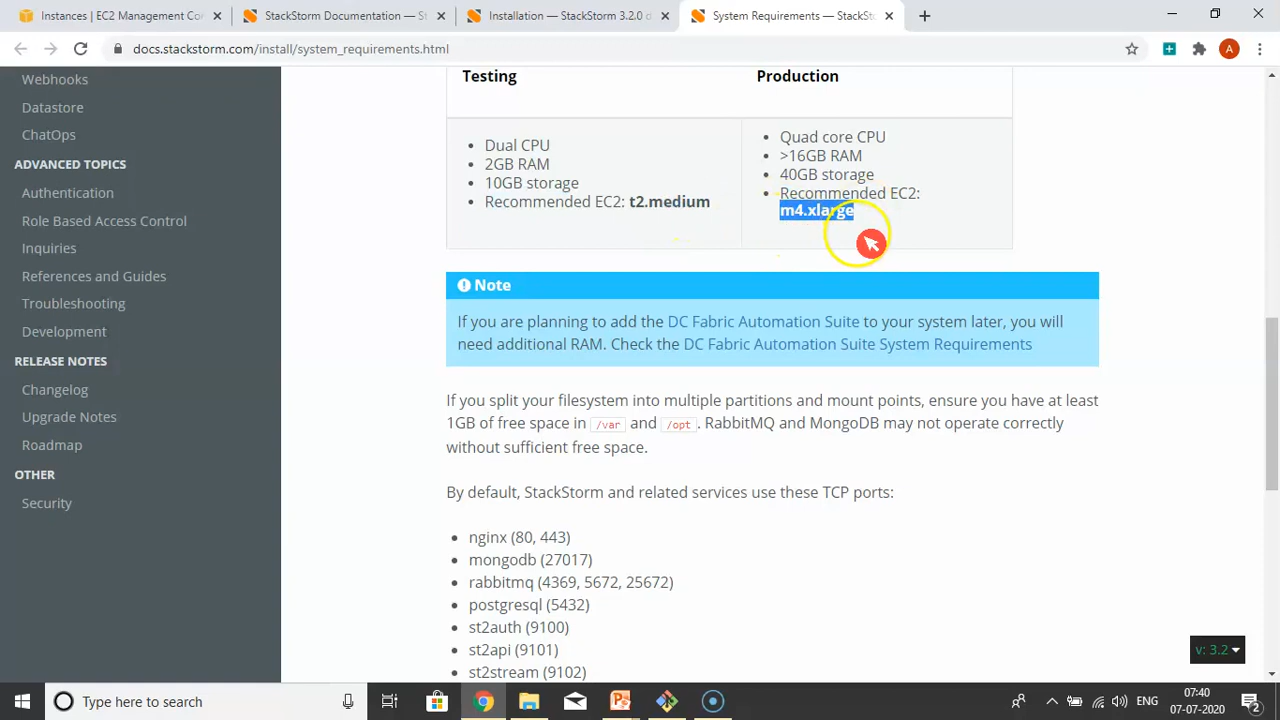 Instances | EC2 Management Con
StackStorm Documentation — Stac
Installation — StackStorm 3.2.0 d
System Requirements — StackSto
docs.stackstorm.com/install/system_requirements.html
A
Webhooks
Datastore
ChatOps
ADVANCED TOPICS
Authentication
Role Based Access Control
Inquiries
References and Guides
Troubleshooting
Development
RELEASE NOTES
Changelog
Upgrade Notes
Roadmap
OTHER
Security
Testing
Production
Dual CPU
2GB RAM
10GB storage
Recommended EC2: t2.medium
Quad core CPU
>16GB RAM
40GB storage
Recommended EC2:
m4.xlarge
Note
If you are planning to add the DC Fabric Automation Suite to your system later, you will
need additional RAM. Check the DC Fabric Automation Suite System Requirements
If you split your filesystem into multiple partitions and mount points, ensure you have at least
1GB of free space in /var and /opt. RabbitMQ and MongoDB may not operate correctly
without sufficient free space.
By default, StackStorm and related services use these TCP ports:
nginx (80, 443)
mongodb (27017)
rabbitmq (4369, 5672, 25672)
postgresql (5432)
st2auth (9100)
st2api (9101)
st2stream (9102)
v: 3.2
Type here to search
ENG
07:40
07-07-2020
2